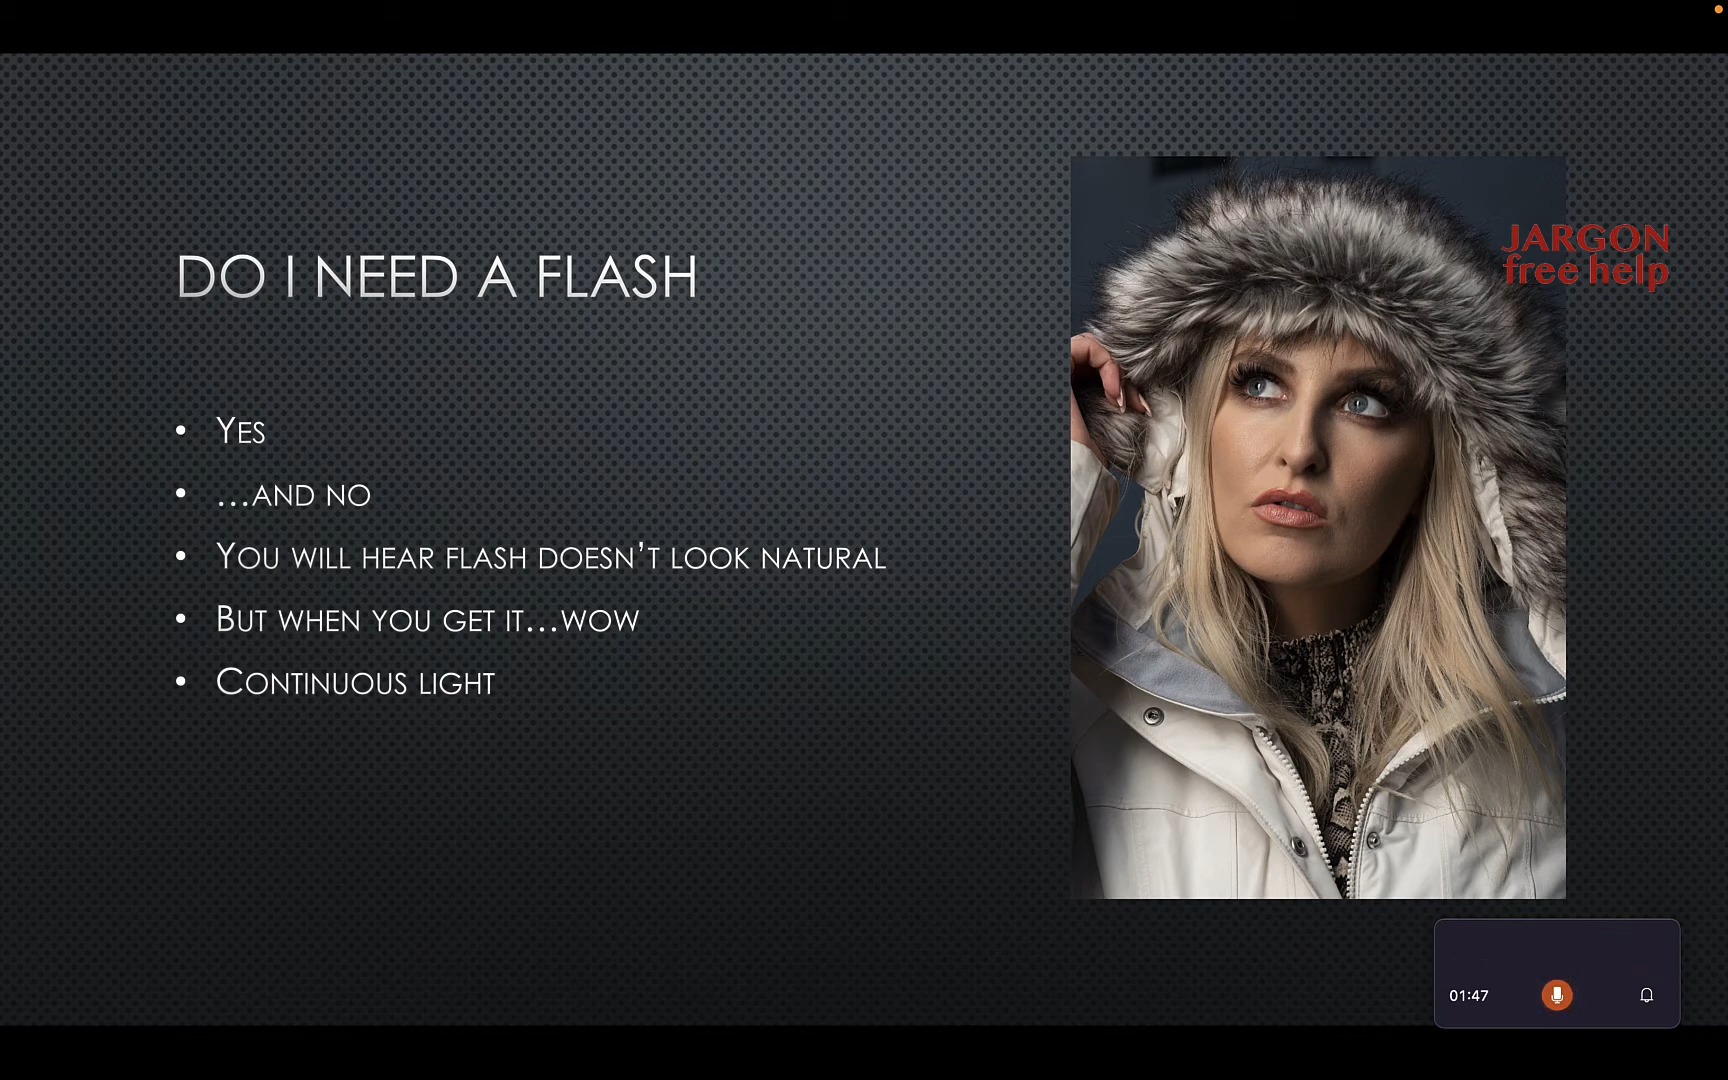 DO I NEED A FLASH
JARGON
free help
• YES
• …AND NO
• YOU WILL HEAR FLASH DOESN’T LOOK NATURAL
• BUT WHEN YOU GET IT…WOW
• CONTINUOUS LIGHT
01:47